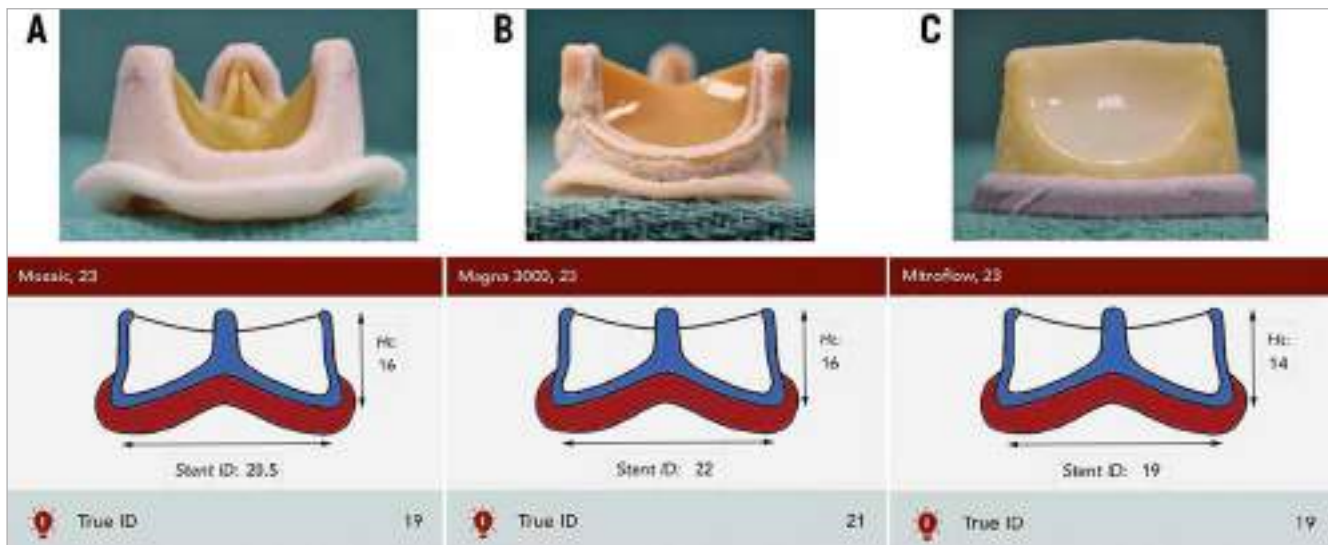 A
B
C
Mosaic, 23
Magna 3000, 23
Mitroflow, 23
Hc:
16
Hc:
16
Hc:
14
Stent ID: 20.5
Stent ID: 22
Stent ID: 19
True ID 19
True ID 21
True ID 19